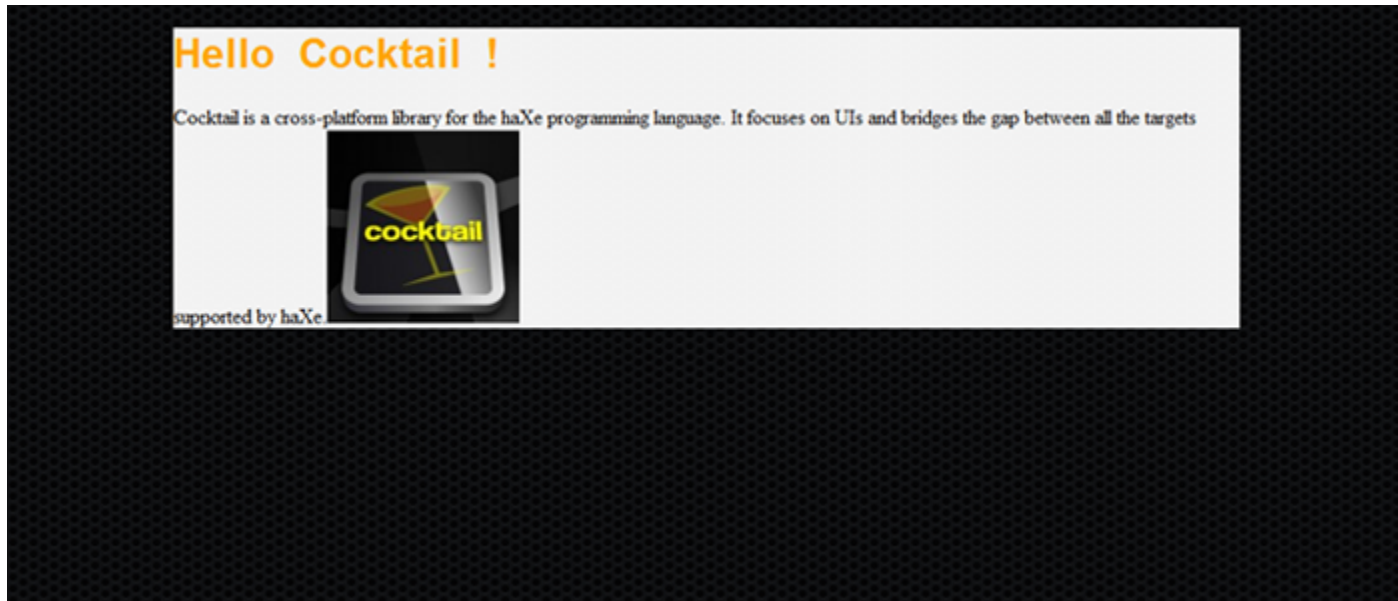 Hello Cocktail !
Cocktail is a cross-platform library for the haXe programming language. It focuses on UIs and bridges the gap between all the targets
cocktail
supported by haXe.